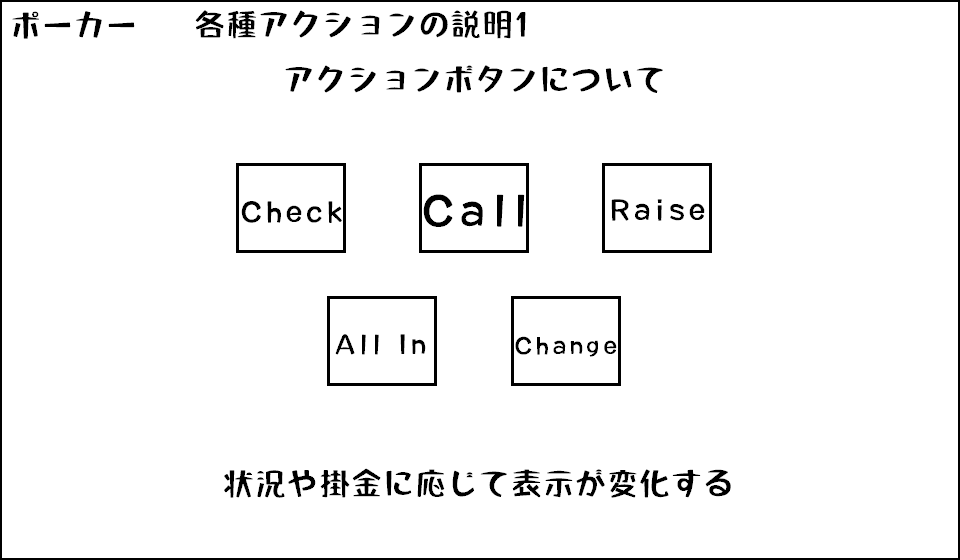 ポーカー　　各種アクションの説明1
アクションボタンについて
Check Call Raise
All In Change
状況や掛金に応じて表示が変化する